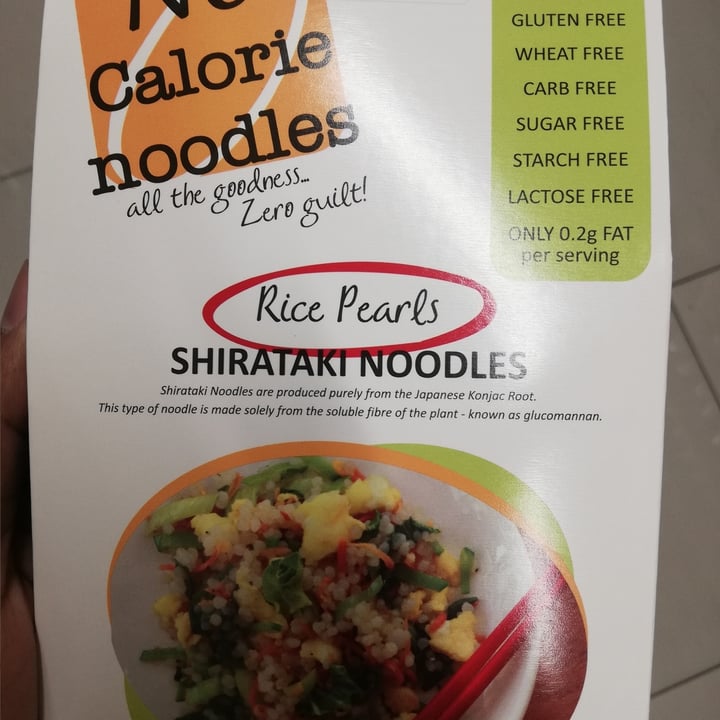 No
Calorie
noodles
all the goodness...
Zero guilt!
GLUTEN FREE
WHEAT FREE
CARB FREE
SUGAR FREE
STARCH FREE
LACTOSE FREE
ONLY 0.2g FAT
per serving
Rice Pearls
SHIRATAKI NOODLES
Shirataki Noodles are produced purely from the Japanese Konjac Root.
This type of noodle is made solely from the soluble fibre of the plant - known as glucomannan.